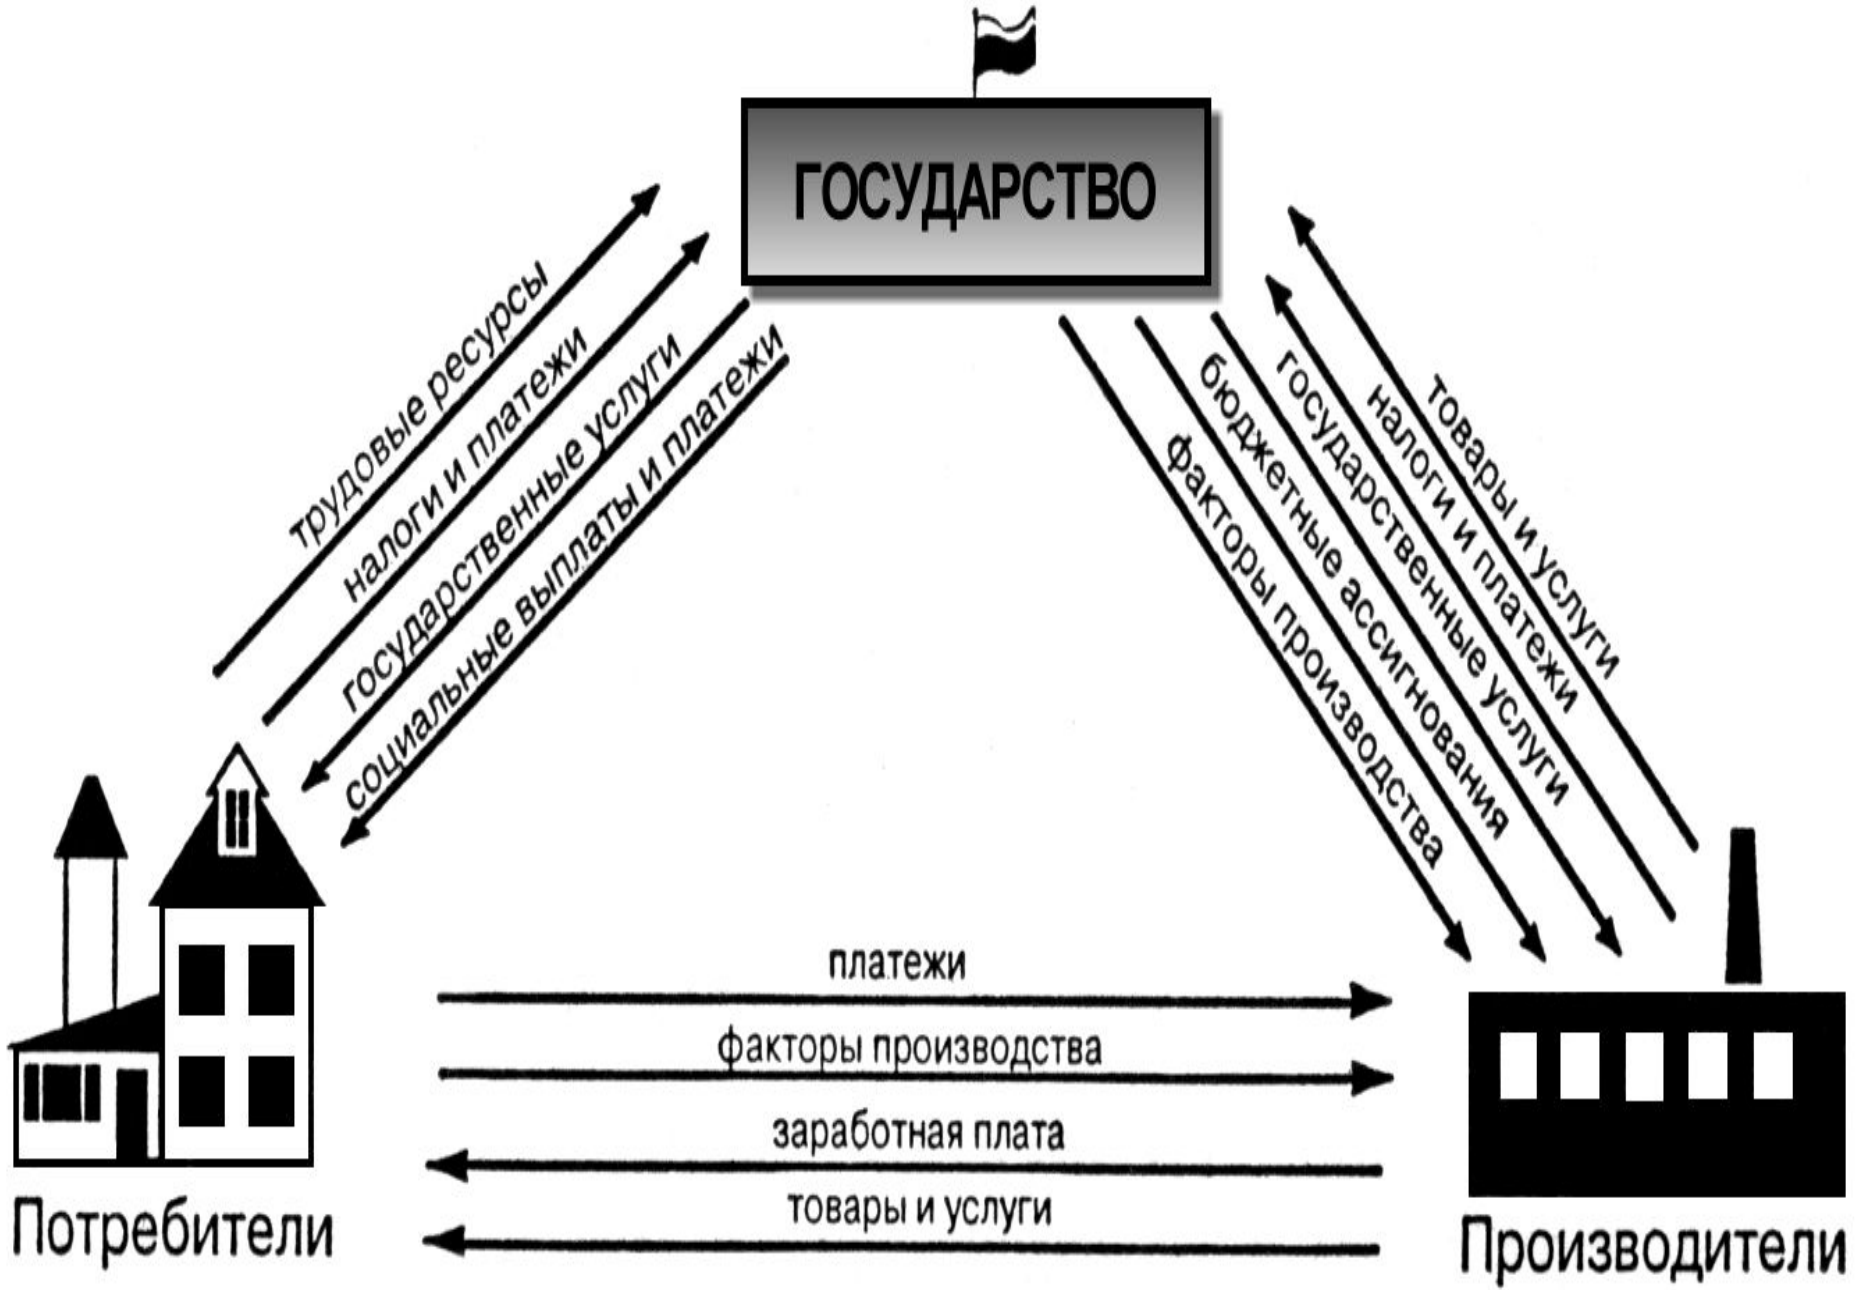 ГОСУДАРСТВО
трудовые ресурсы
налоги и платежи
государственные услуги
социальные выплаты и платежи
товары и услуги
налоги и платежи
государственные услуги
бюджетные ассигнования
факторы производства
платежи
факторы производства
заработная плата
товары и услуги
Потребители
Производители